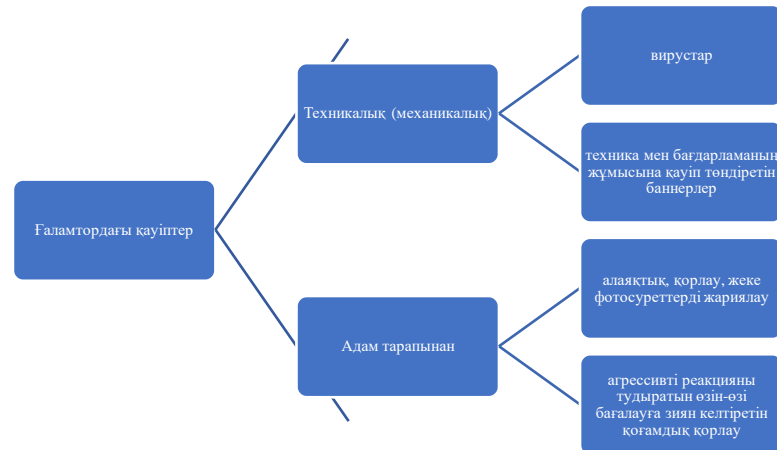 Ғаламтордағы қауіптер
Техникалық (механикалық)
вирустар
техника мен бағдарламаның
жұмысына қауіп төндіретін
баннерлер
Адам тарапынан
алаяқтық, қорлау, жеке
фотосуреттерді жариялау
агрессивті реакцияны
тудыратын өзін-өзі
бағалауға зиян келтіретін
қоғамдық қорлау